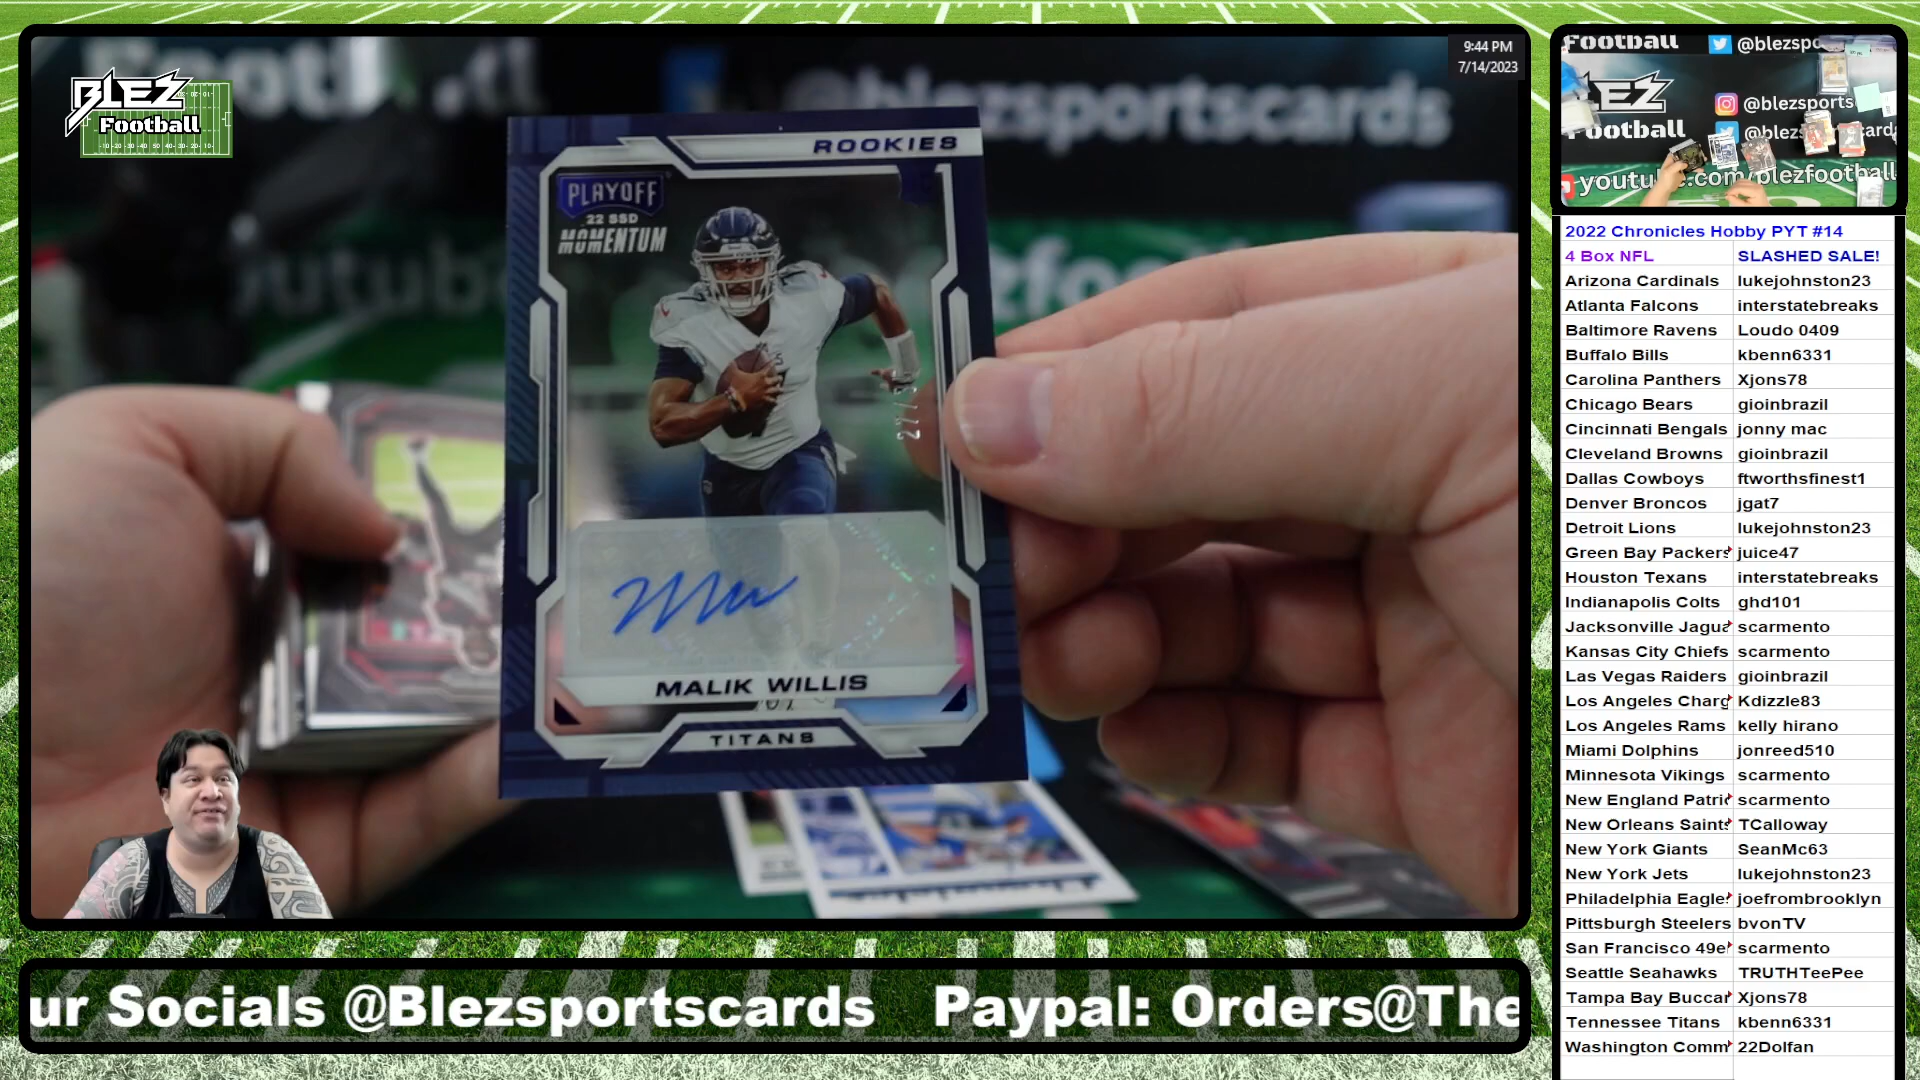 9:44 PM
7/14/2023
BLEZ
Football
@blezsportscards
ROOKIES
PLAYOFF
22 SSD
MOMENTUM
MALIK WILLIS
TITANS
ur Socials @Blezsportscards Paypal: Orders@The
Football @blezspo
@blezsports
Football @blezs card
youtube.com/blezfootball
2022 Chronicles Hobby PYT #14
4 Box NFL SLASHED SALE!
Arizona Cardinals lukejohnston23
Atlanta Falcons interstatebreaks
Baltimore Ravens Loudo 0409
Buffalo Bills kbenn6331
Carolina Panthers Xjons78
Chicago Bears gioinbrazil
Cincinnati Bengals jonny mac
Cleveland Browns gioinbrazil
Dallas Cowboys ftworthsfinest1
Denver Broncos jgat7
Detroit Lions lukejohnston23
Green Bay Packers juice47
Houston Texans interstatebreaks
Indianapolis Colts ghd101
Jacksonville Jagua scarmento
Kansas City Chiefs scarmento
Las Vegas Raiders gioinbrazil
Los Angeles Charg Kdizzle83
Los Angeles Rams kelly hirano
Miami Dolphins jonreed510
Minnesota Vikings scarmento
New England Patric scarmento
New Orleans Saints TCalloway
New York Giants SeanMc63
New York Jets lukejohnston23
Philadelphia Eagle joefrombrooklyn
Pittsburgh Steelers bvonTV
San Francisco 49e scarmento
Seattle Seahawks TRUTHTeePee
Tampa Bay Buccar Xjons78
Tennessee Titans kbenn6331
Washington Comm 22Dolfan